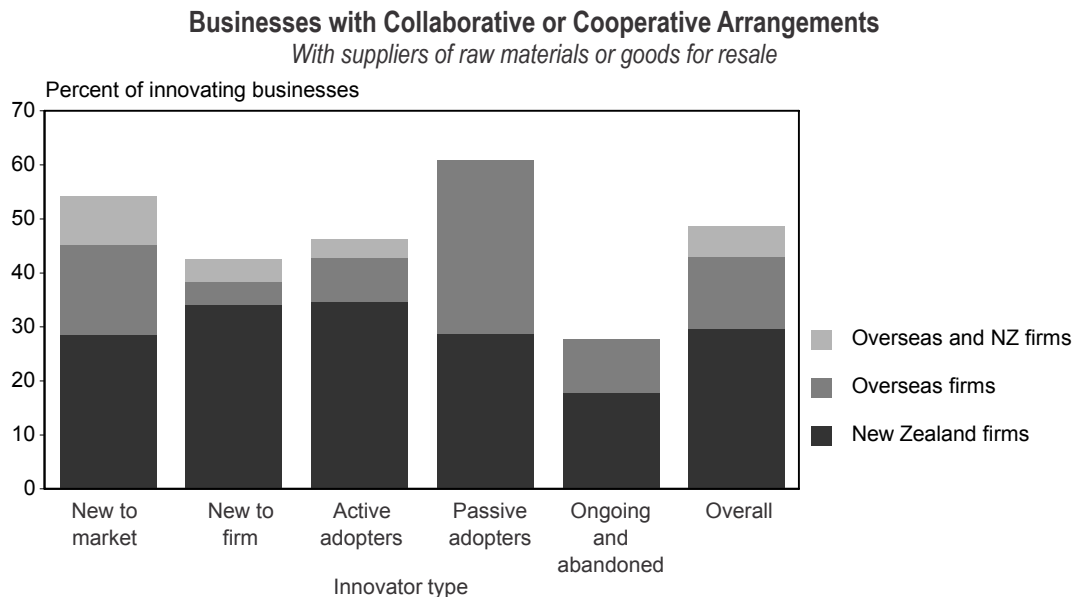 Businesses with Collaborative or Cooperative Arrangements
With suppliers of raw materials or goods for resale
Percent of innovating businesses
70
60
50
40
30
20
10
0
Overseas and NZ firms
Overseas firms
New Zealand firms
New to market
New to firm
Active adopters
Passive adopters
Ongoing and abandoned
Overall
Innovator type